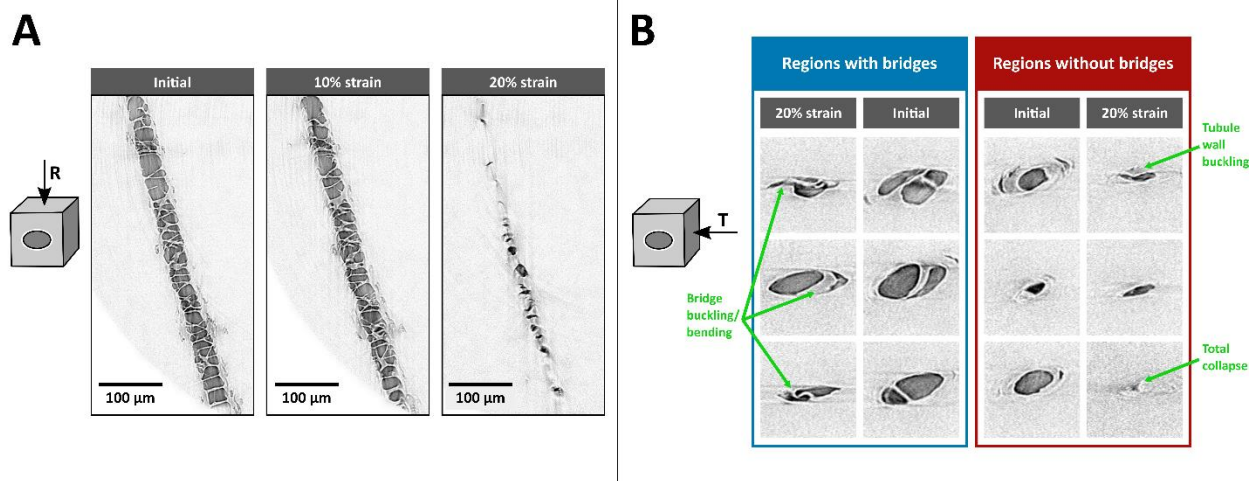 A
Initial
10% strain
20% strain
R
100 µm
100 µm
100 µm
B
Regions with bridges
Regions without bridges
20% strain
Initial
Initial
20% strain
Tubule
wall
buckling
T
Bridge
buckling/
bending
Total
collapse